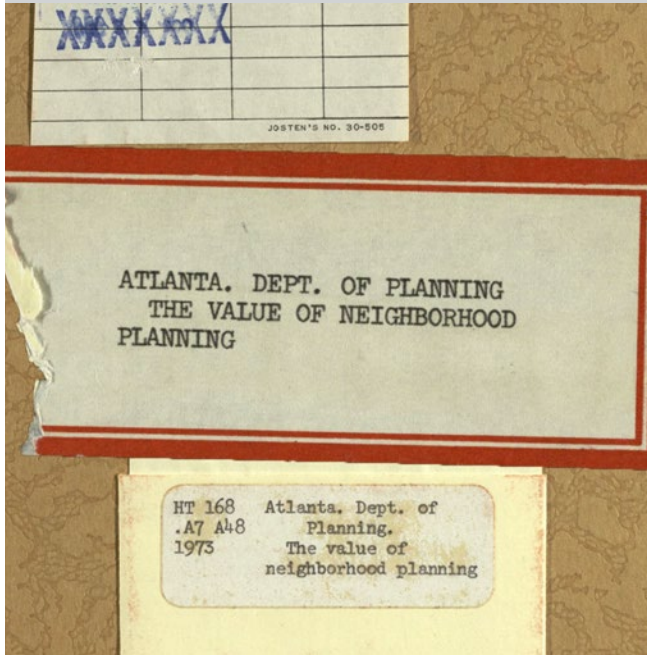 XXXXXXX
JOSTEN'S NO. 30-505
ATLANTA. DEPT. OF PLANNING
THE VALUE OF NEIGHBORHOOD
PLANNING
HT 168 Atlanta. Dept. of
.A7 A48 Planning.
1973 The value of
neighborhood planning